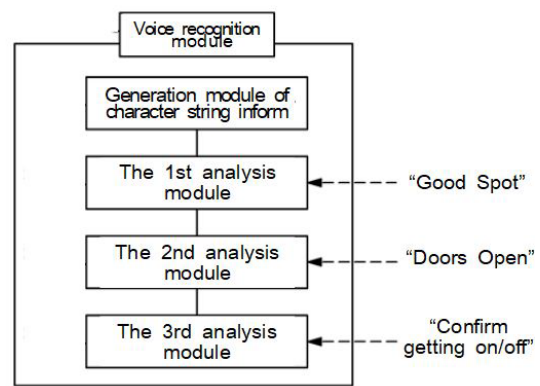 Voice recognition
module
Generation module of
character string inform
The 1st analysis
module
“Good Spot”
The 2nd analysis
module
“Doors Open”
The 3rd analysis
module
“Confirm
getting on/off”